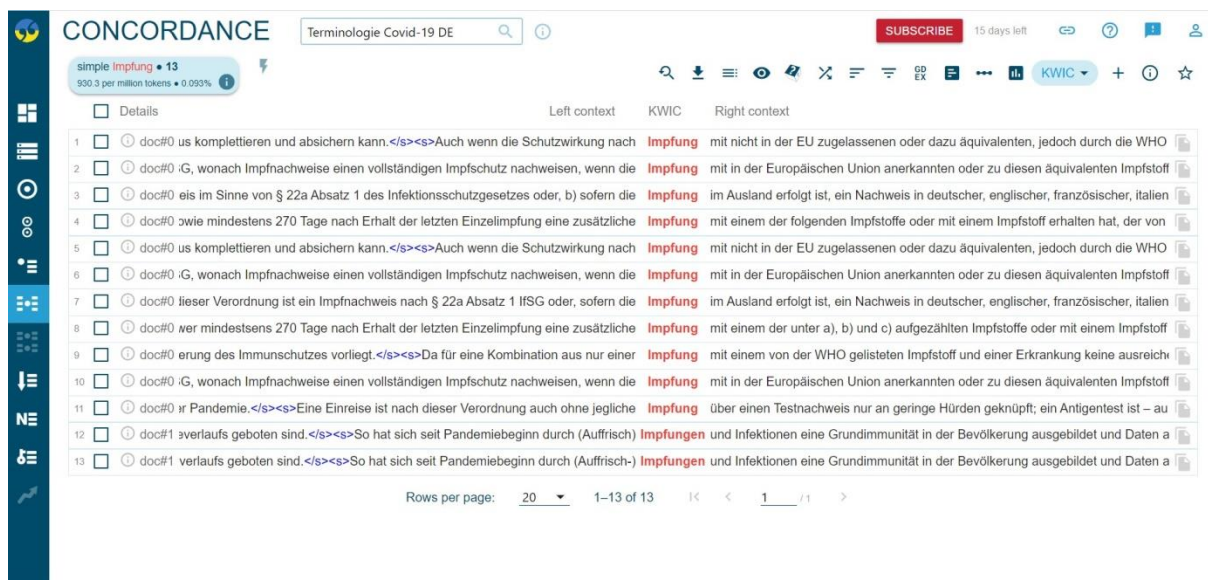 CONCORDANCE
Terminologie Covid-19 DE
SUBSCRIBE
15 days left
simple Impfung • 13
930.3 per million tokens • 0.093%
GD EX
KWIC
Details Left context KWIC Right context
1 doc#0 us komplettieren und absichern kann.</s><s>Auch wenn die Schutzwirkung nach Impfung mit nicht in der EU zugelassenen oder dazu äquivalenten, jedoch durch die WHO
2 doc#0 G, wonach Impfnachweise einen vollständigen Impfschutz nachweisen, wenn die Impfung mit in der Europäischen Union anerkannten oder zu diesen äquivalenten Impfstoff
3 doc#0 eis im Sinne von § 22a Absatz 1 des Infektionsschutzgesetzes oder, b) sofern die Impfung im Ausland erfolgt ist, ein Nachweis in deutscher, englischer, französischer, italien
4 doc#0 owie mindestens 270 Tage nach Erhalt der letzten Einzelimpfung eine zusätzliche Impfung mit einem der folgenden Impfstoffe oder mit einem Impfstoff erhalten hat, der von
5 doc#0 us komplettieren und absichern kann.</s><s>Auch wenn die Schutzwirkung nach Impfung mit nicht in der EU zugelassenen oder dazu äquivalenten, jedoch durch die WHO
6 doc#0 G, wonach Impfnachweise einen vollständigen Impfschutz nachweisen, wenn die Impfung mit in der Europäischen Union anerkannten oder zu diesen äquivalenten Impfstoff
7 doc#0 dieser Verordnung ist ein Impfnachweis nach § 22a Absatz 1 IfSG oder, sofern die Impfung im Ausland erfolgt ist, ein Nachweis in deutscher, englischer, französischer, italien
8 doc#0 wer mindestsens 270 Tage nach Erhalt der letzten Einzelimpfung eine zusätzliche Impfung mit einem der unter a), b) und c) aufgezählten Impfstoffe oder mit einem Impfstoff
9 doc#0 erung des Immunschutzes vorliegt.</s><s>Da für eine Kombination aus nur einer Impfung mit einem von der WHO gelisteten Impfstoff und einer Erkrankung keine ausreiche
10 doc#0 G, wonach Impfnachweise einen vollständigen Impfschutz nachweisen, wenn die Impfung mit in der Europäischen Union anerkannten oder zu diesen äquivalenten Impfstoff
11 doc#0 er Pandemie.</s><s>Eine Einreise ist nach dieser Verordnung auch ohne jegliche Impfung über einen Testnachweis nur an geringe Hürden geknüpft; ein Antigentest ist – au
12 doc#1 everlaufs geboten sind.</s><s>So hat sich seit Pandemiebeginn durch (Auffrisch) Impfungen und Infektionen eine Grundimmunität in der Bevölkerung ausgebildet und Daten a
13 doc#1 verlaufs geboten sind.</s><s>So hat sich seit Pandemiebeginn durch (Auffrisch-) Impfungen und Infektionen eine Grundimmunität in der Bevölkerung ausgebildet und Daten a
Rows per page: 20 1–13 of 13 1 / 1